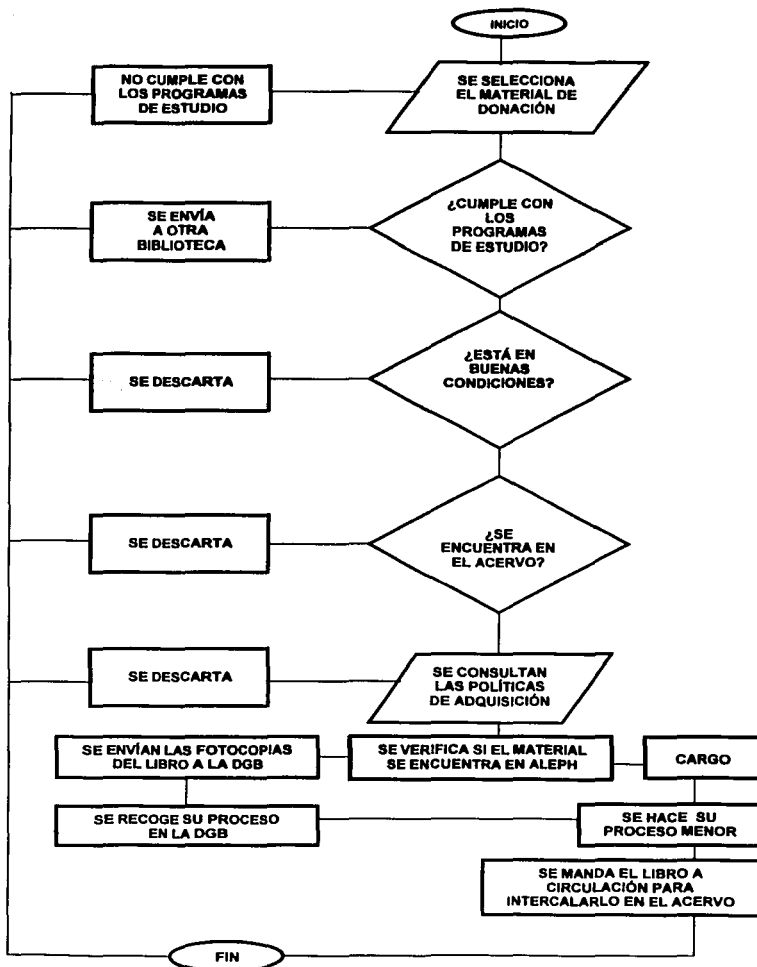 INICIO
NO CUMPLE CON
LOS PROGRAMAS
DE ESTUDIO
SE SELECCIONA
EL MATERIAL DE
DONACIÓN
SE ENVÍA
A OTRA
BIBLIOTECA
¿CUMPLE CON
LOS
PROGRAMAS
DE ESTUDIO?
SE DESCARTA
¿ESTÁ EN
BUENAS
CONDICIONES?
SE DESCARTA
¿SE
ENCUENTRA EN
EL ACERVO?
SE DESCARTA
SE CONSULTAN
LAS POLÍTICAS
DE ADQUISICIÓN
SE ENVÍAN LAS FOTOCOPIAS
DEL LIBRO A LA DGB
SE VERIFICA SI EL MATERIAL
SE ENCUENTRA EN ALEPH
CARGO
SE RECOGE SU PROCESO
EN LA DGB
SE HACE SU
PROCESO MENOR
SE MANDA EL LIBRO A
CIRCULACIÓN PARA
INTERCALARLO EN EL ACERVO
FIN